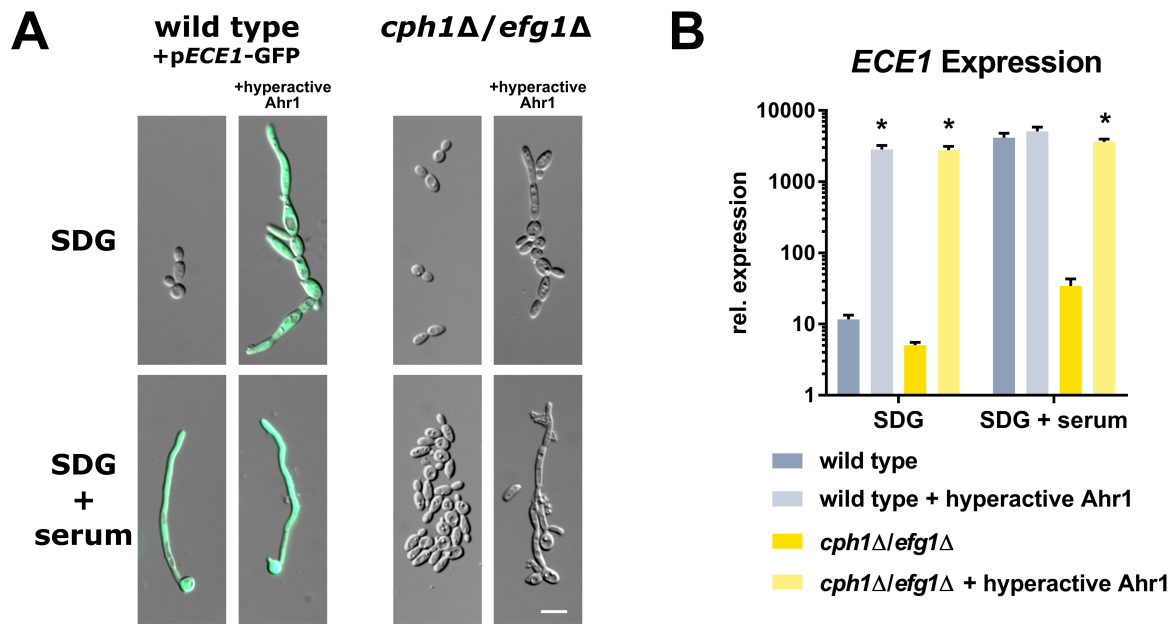 A
wild type
+pECE1-GFP
cph1Δ/efg1Δ
+hyperactive
Ahr1
+hyperactive
Ahr1
SDG
SDG
+
serum
B
ECE1 Expression
rel. expression
10000
1000
100
10
1
*
*
*
SDG
SDG + serum
wild type
wild type + hyperactive Ahr1
cph1Δ/efg1Δ
cph1Δ/efg1Δ + hyperactive Ahr1